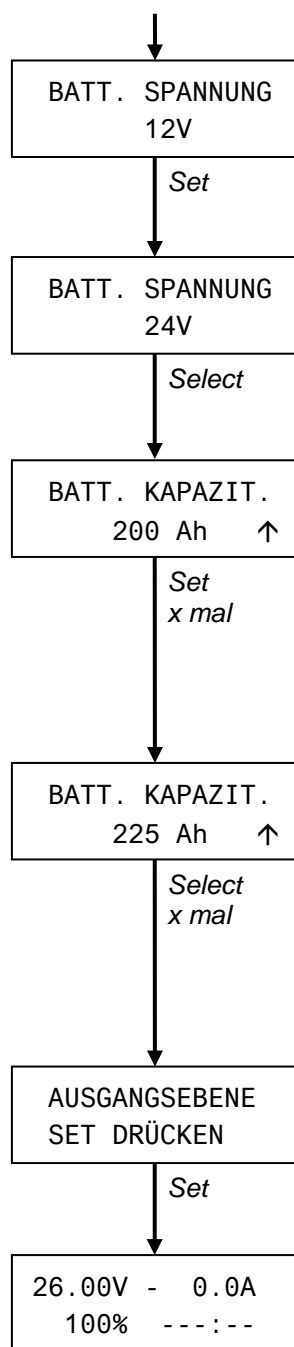 BATT. SPANNUNG
12V
Set
BATT. SPANNUNG
24V
Select
BATT. KAPAZIT.
200 Ah ↑
Set
x mal
BATT. KAPAZIT.
225 Ah ↑
Select
x mal
AUSGANGSEBENE
SET DRÜCKEN
Set
26.00V - 0.0A
100% ---:--